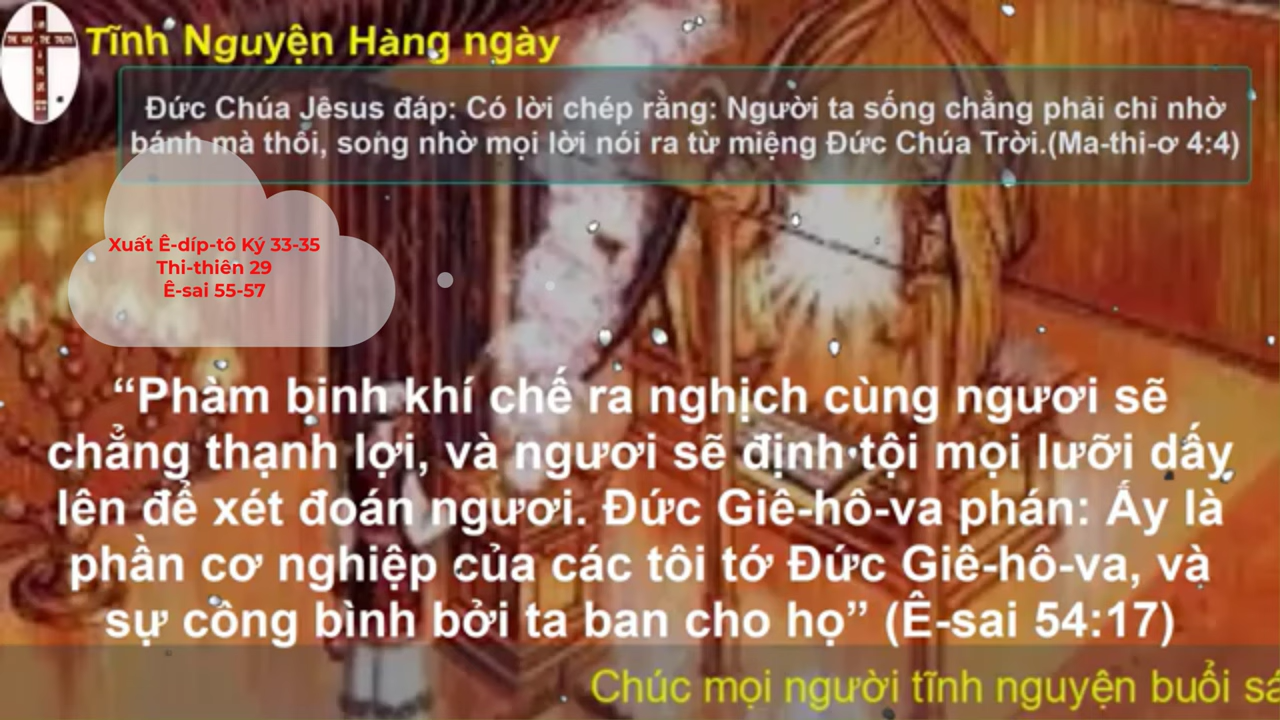 THE WAY THE TRUTH
Tĩnh Nguyện Hàng ngày
Đức Chúa Jêsus đáp: Có lời chép rằng: Người ta sống chẳng phải chỉ nhờ
bánh mà thôi, song nhờ mọi lời nói ra từ miệng Đức Chúa Trời.(Ma-thi-ơ 4:4)
Xuất Ê-díp-tô Ký 33-35
Thi-thiên 29
Ê-sai 55-57
“Phàm binh khí chế ra nghịch cùng ngươi sẽ
chẳng thạnh lợi, và ngươi sẽ định tội mọi lưỡi dấy
lên để xét đoán ngươi. Đức Giê-hô-va phán: Ấy là
phần cơ nghiệp của các tôi tớ Đức Giê-hô-va, và
sự công bình bởi ta ban cho họ” (Ê-sai 54:17)
Chúc mọi người tĩnh nguyện buổi sá